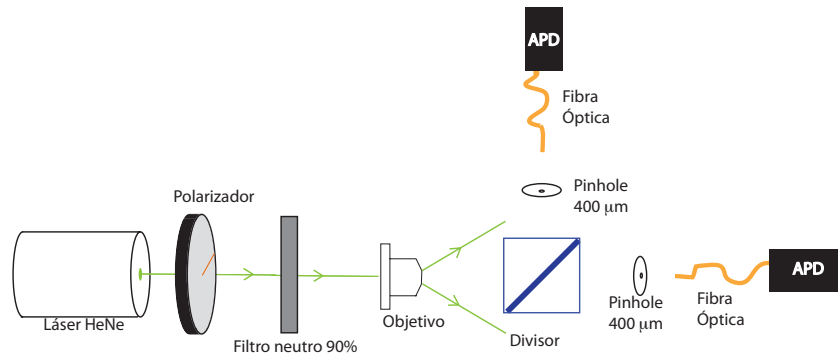 APD
Fibra
Óptica
Polarizador
Pinhole
400 μm
APD
Láser HeNe
Filtro neutro 90%
Objetivo
Divisor
Pinhole
400 μm
Fibra
Óptica